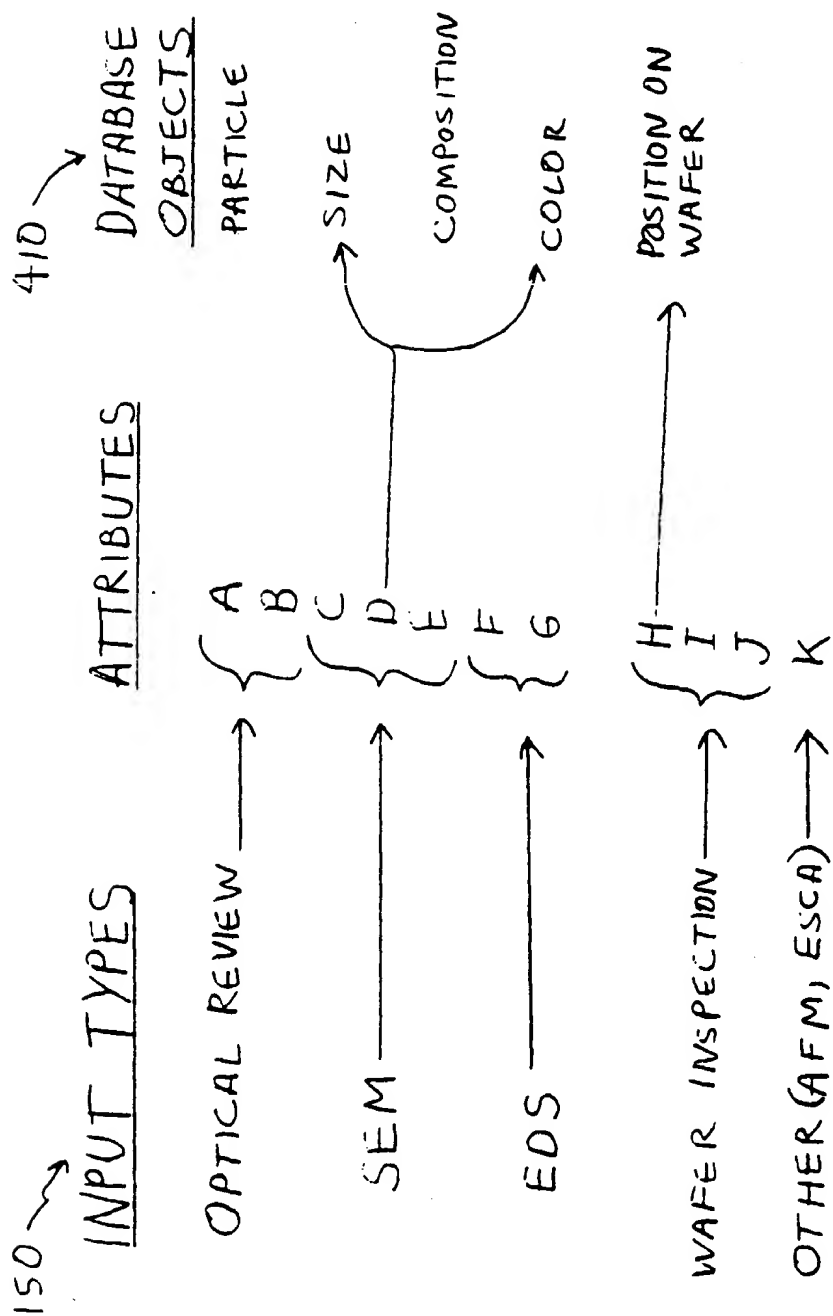 150
INPUT TYPES
OPTICAL REVIEW
SEM
EDS
WAFER INSPECTION
OTHER (AFM, ESCA)
ATTRIBUTES
A
B
C
D
E
F
G
H
I
J
K
410
DATABASE
OBJECTS
PARTICLE
SIZE
COMPOSITION
COLOR
POSITION ON
WAFER